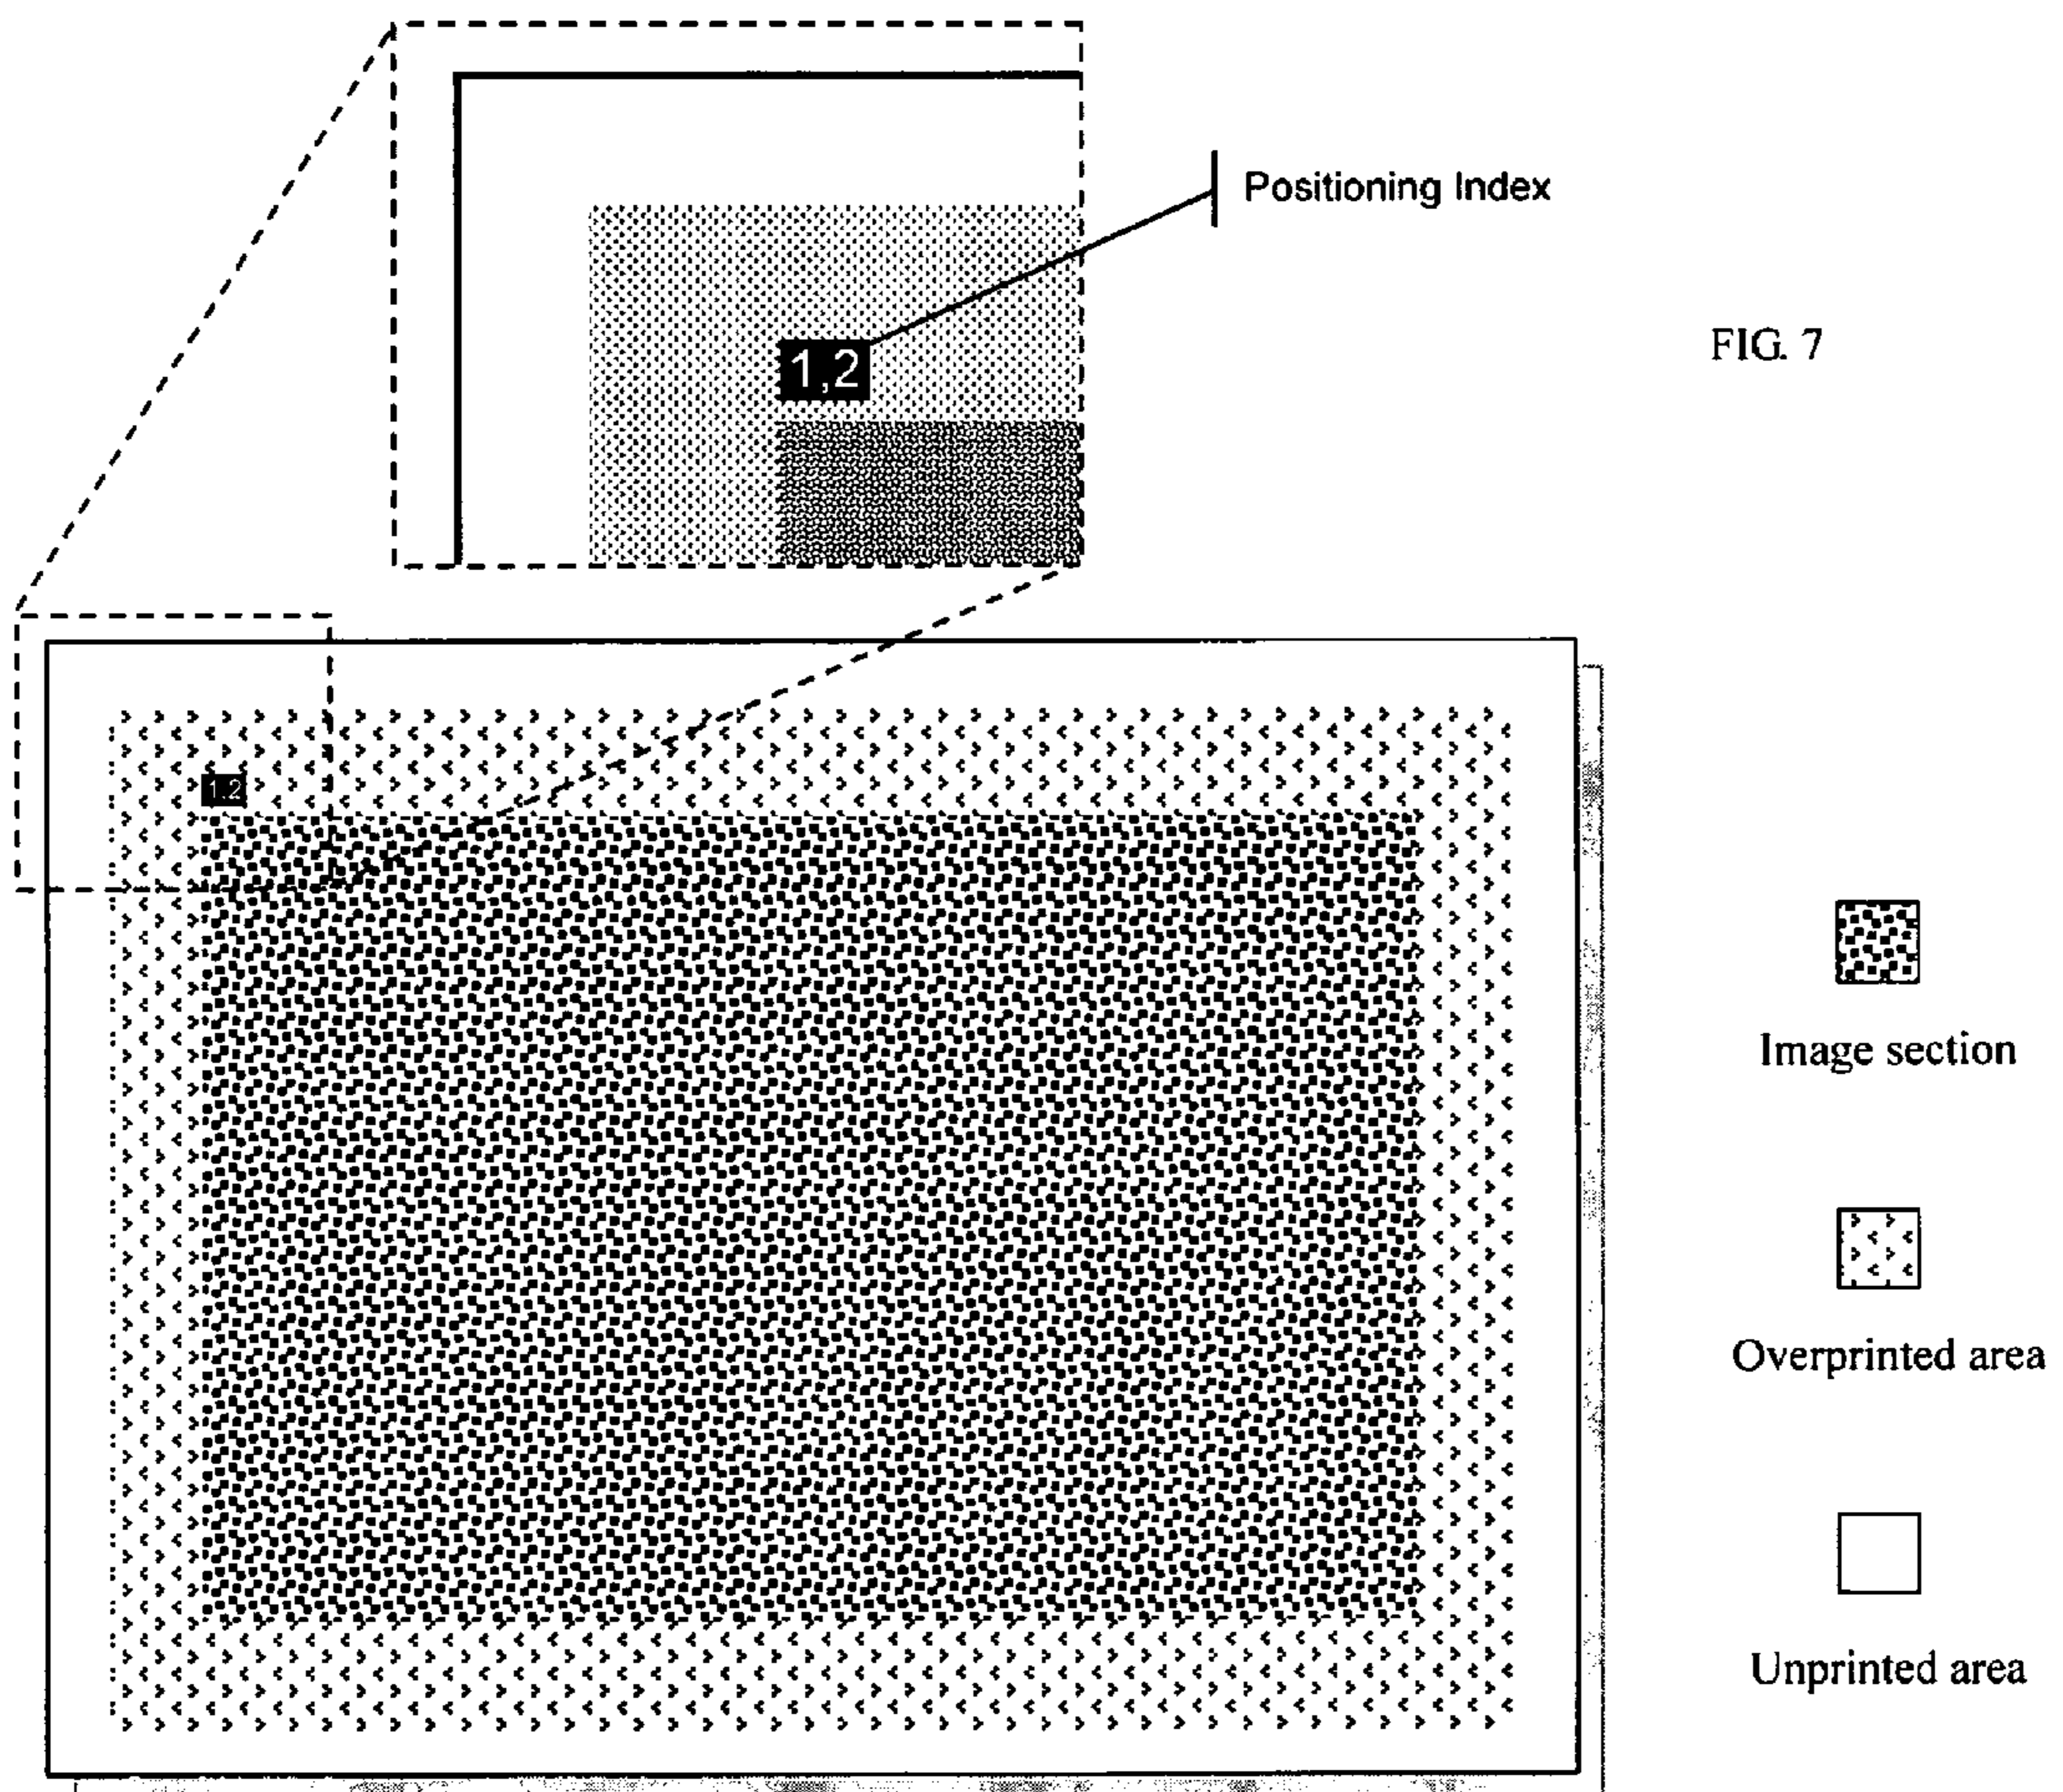 Positioning Index
1,2
FIG. 7
1,2
Image section
Overprinted area
Unprinted area